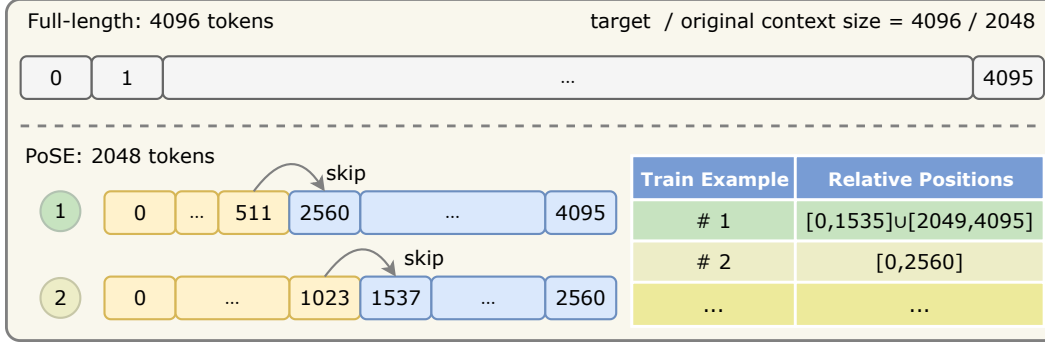 Full-length: 4096 tokens target / original context size = 4096 / 2048
0 1 ... 4095
PoSE: 2048 tokens
skip
1 0 ... 511 2560 ... 4095
skip
2 0 ... 1023 1537 ... 2560
Train Example Relative Positions
# 1 [0,1535]∪[2049,4095]
# 2 [0,2560]
... ...